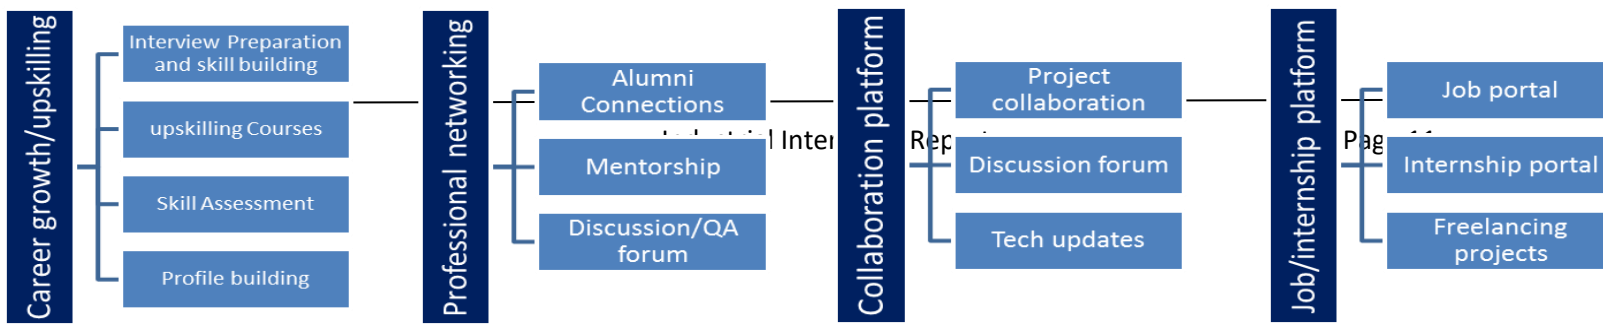 Career growth/upskilling
Interview Preparation
and skill building
upskilling Courses
Skill Assessment
Profile building
Professional networking
Alumni
Connections
Mentorship
Discussion/QA
forum
Collaboration platform
Project
collaboration
Discussion forum
Tech updates
Job/internship platform
Job portal
Internship portal
Freelancing
projects